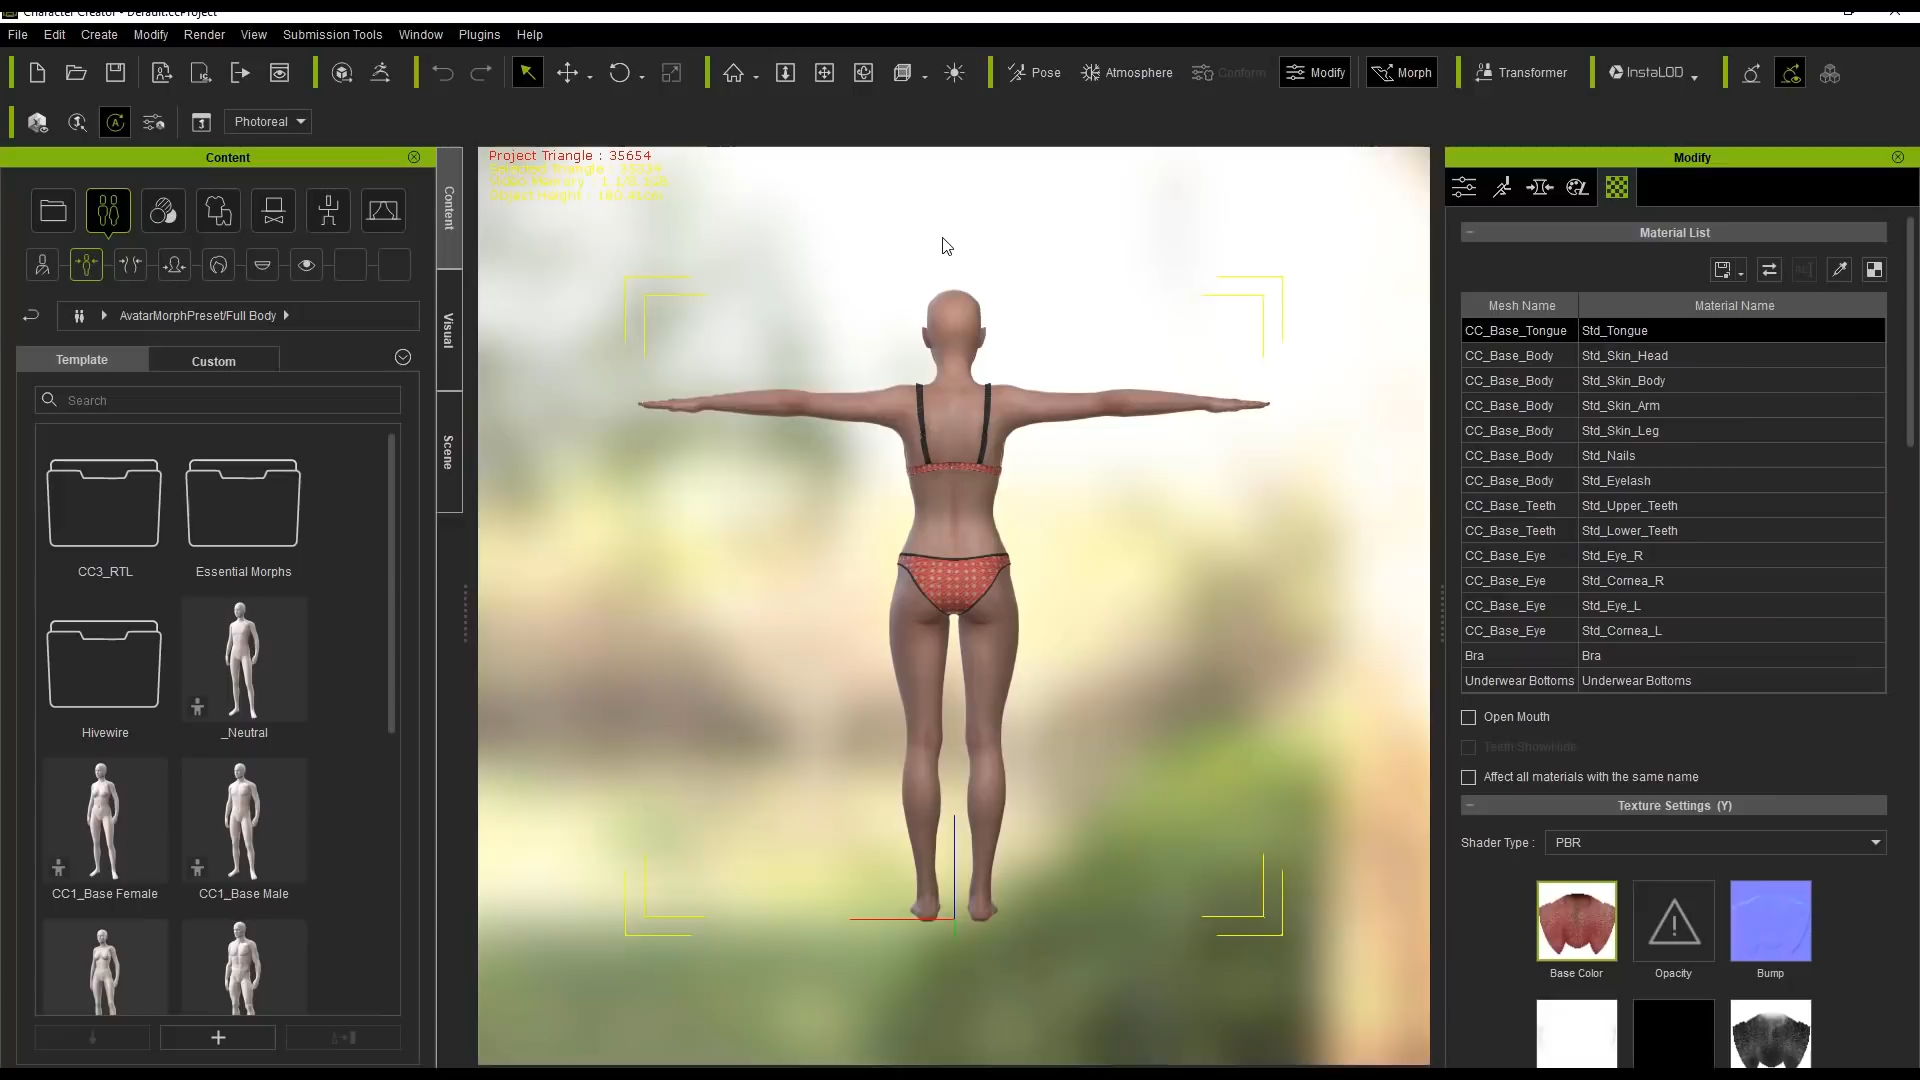 Character Creator - Default.ccProject
File Edit Create Modify Render View Submission Tools Window Plugins Help
Pose Atmosphere Conform Modify Morph Transformer InstaLOD
Photoreal
Content
Content
Visual
Scene
AvatarMorphPreset/Full Body
Template Custom
Search
CC3_RTL Essential Morphs
Hivewire _Neutral
CC1_Base Female CC1_Base Male
Project Triangle : 35654
Modify
Material List
Mesh Name Material Name
CC_Base_Tongue Std_Tongue
CC_Base_Body Std_Skin_Head
CC_Base_Body Std_Skin_Body
CC_Base_Body Std_Skin_Arm
CC_Base_Body Std_Skin_Leg
CC_Base_Body Std_Nails
CC_Base_Body Std_Eyelash
CC_Base_Teeth Std_Upper_Teeth
CC_Base_Teeth Std_Lower_Teeth
CC_Base_Eye Std_Eye_R
CC_Base_Eye Std_Cornea_R
CC_Base_Eye Std_Eye_L
CC_Base_Eye Std_Cornea_L
Bra Bra
Underwear Bottoms Underwear Bottoms
Open Mouth
Affect all materials with the same name
Texture Settings (Y)
Shader Type : PBR
Base Color Opacity Bump